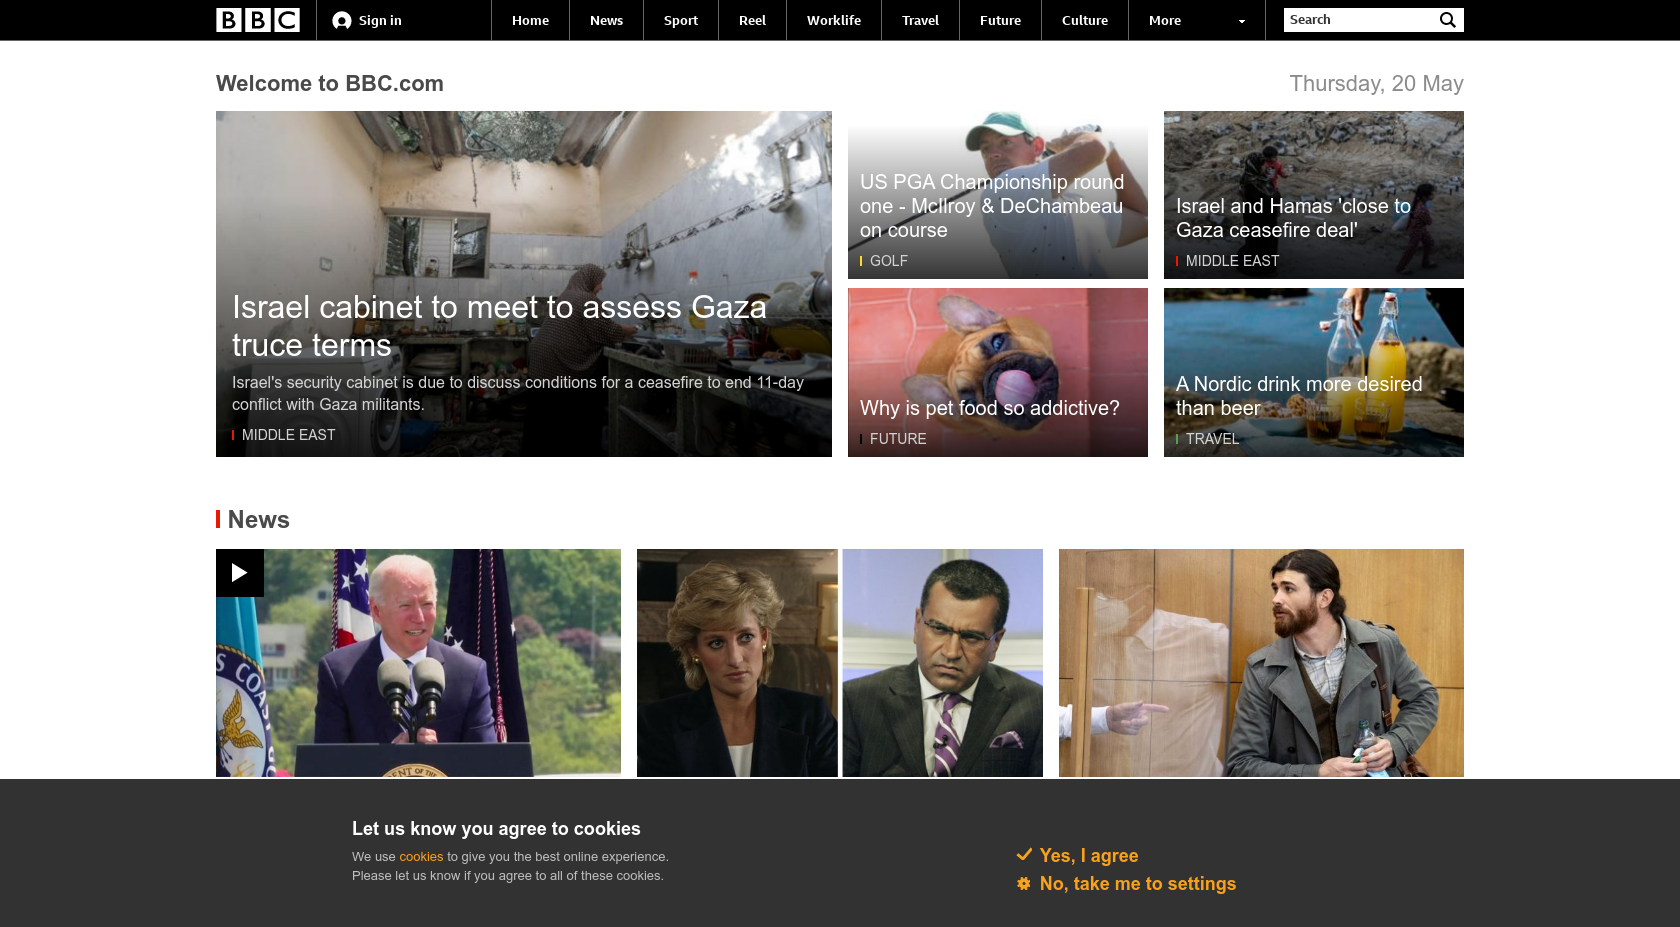 BBC
Sign in
Home
News
Sport
Reel
Worklife
Travel
Future
Culture
More
Search
Welcome to BBC.com
Thursday, 20 May
Israel cabinet to meet to assess Gaza
truce terms
Israel's security cabinet is due to discuss conditions for a ceasefire to end 11-day
conflict with Gaza militants.
MIDDLE EAST
US PGA Championship round
one - McIlroy & DeChambeau
on course
GOLF
Israel and Hamas 'close to
Gaza ceasefire deal'
MIDDLE EAST
Why is pet food so addictive?
FUTURE
A Nordic drink more desired
than beer
TRAVEL
News
Let us know you agree to cookies
We use cookies to give you the best online experience.
Please let us know if you agree to all of these cookies.
Yes, I agree
No, take me to settings